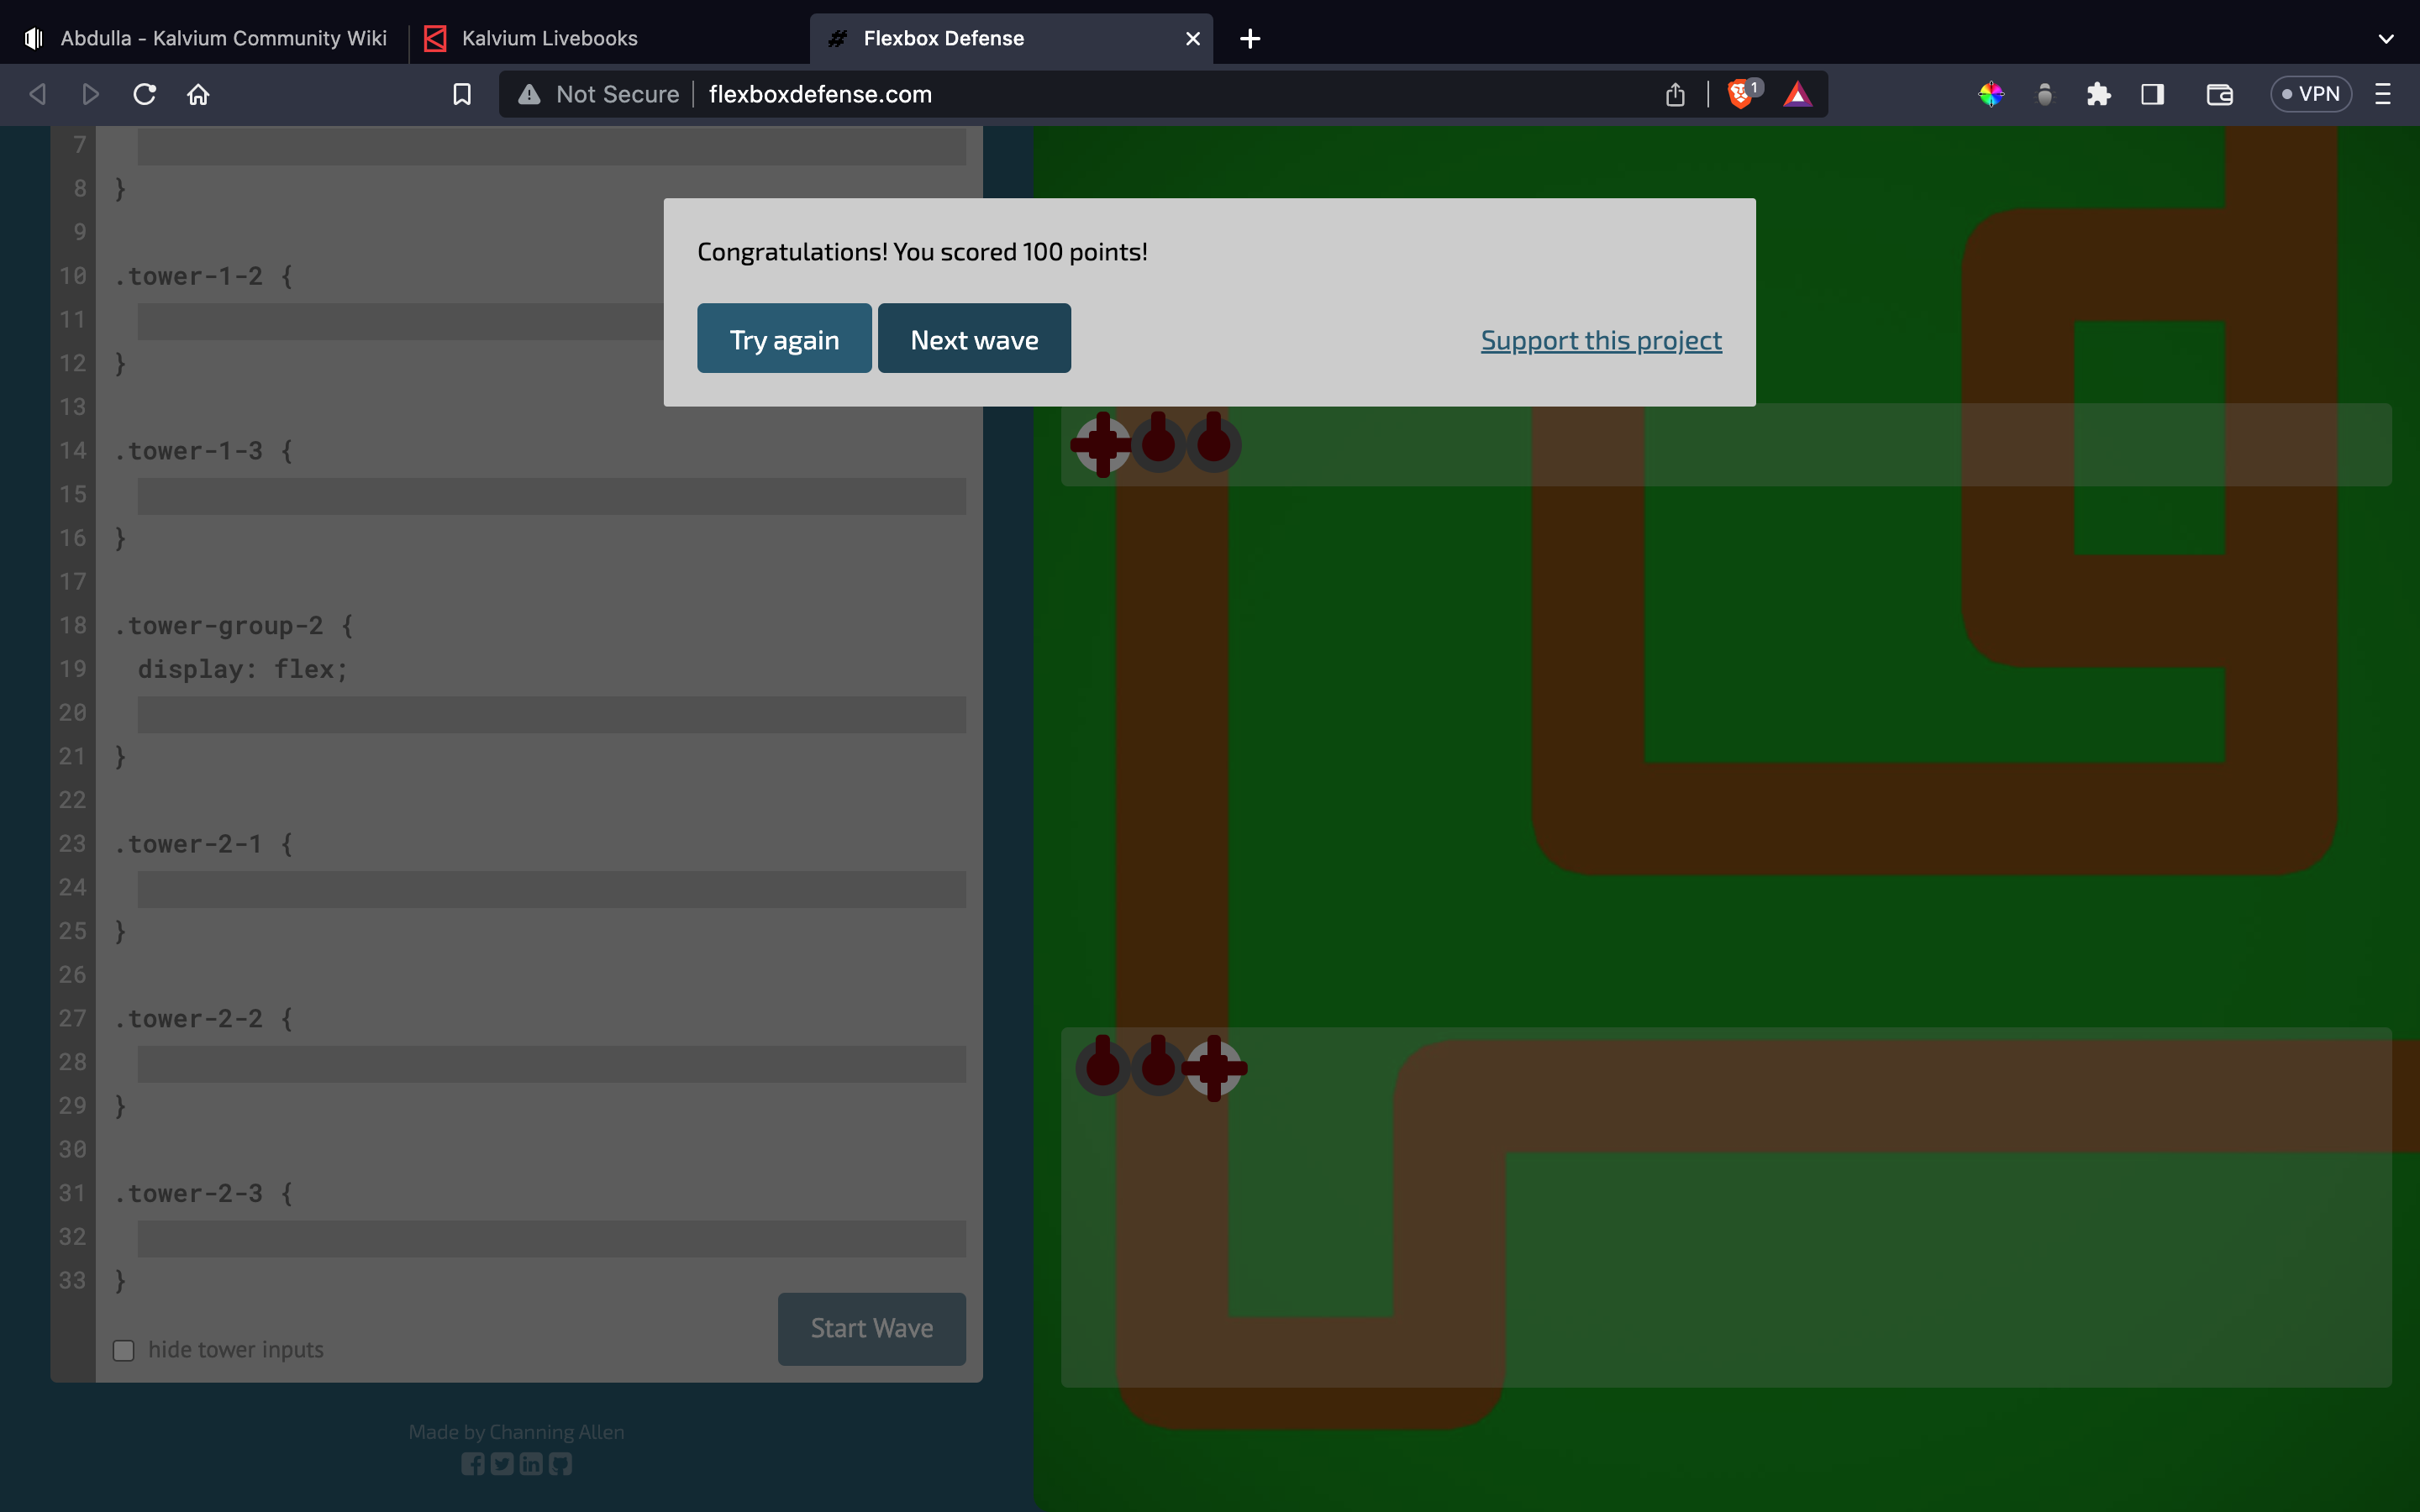 Abdulla - Kalvium Community Wiki
Kalvium Livebooks
Flexbox Defense
Not Secure
flexboxdefense.com
1
VPN
7
8 }
9
10 .tower-1-2 {
11
12 }
13
14 .tower-1-3 {
15
16 }
17
18 .tower-group-2 {
19 display: flex;
20
21 }
22
23 .tower-2-1 {
24
25 }
26
27 .tower-2-2 {
28
29 }
30
31 .tower-2-3 {
32
33 }
Congratulations! You scored 100 points!
Try again
Next wave
Support this project
hide tower inputs
Start Wave
Made by Channing Allen